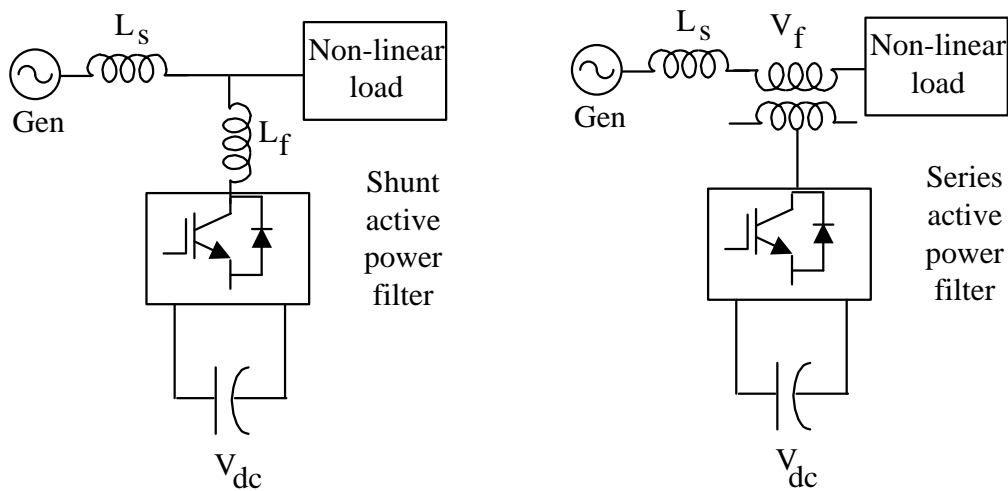 L_s
Non-linear
load
Gen
L_f
Shunt
active
power
filter
V_dc
L_s
V_f
Non-linear
load
Gen
Series
active
power
filter
V_dc